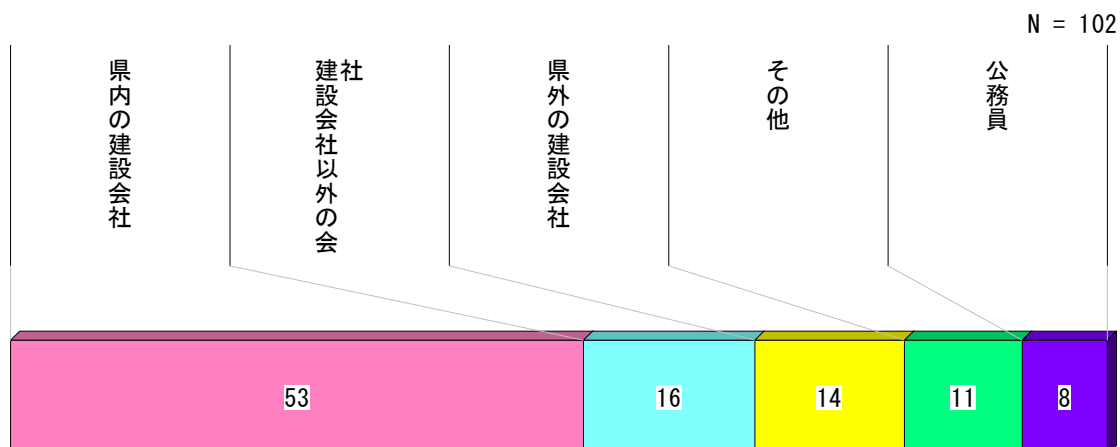 N = 102
県内の建設会社
建設会社以外の会
社
県外の建設会社
その他
公務員
53
16
14
11
8